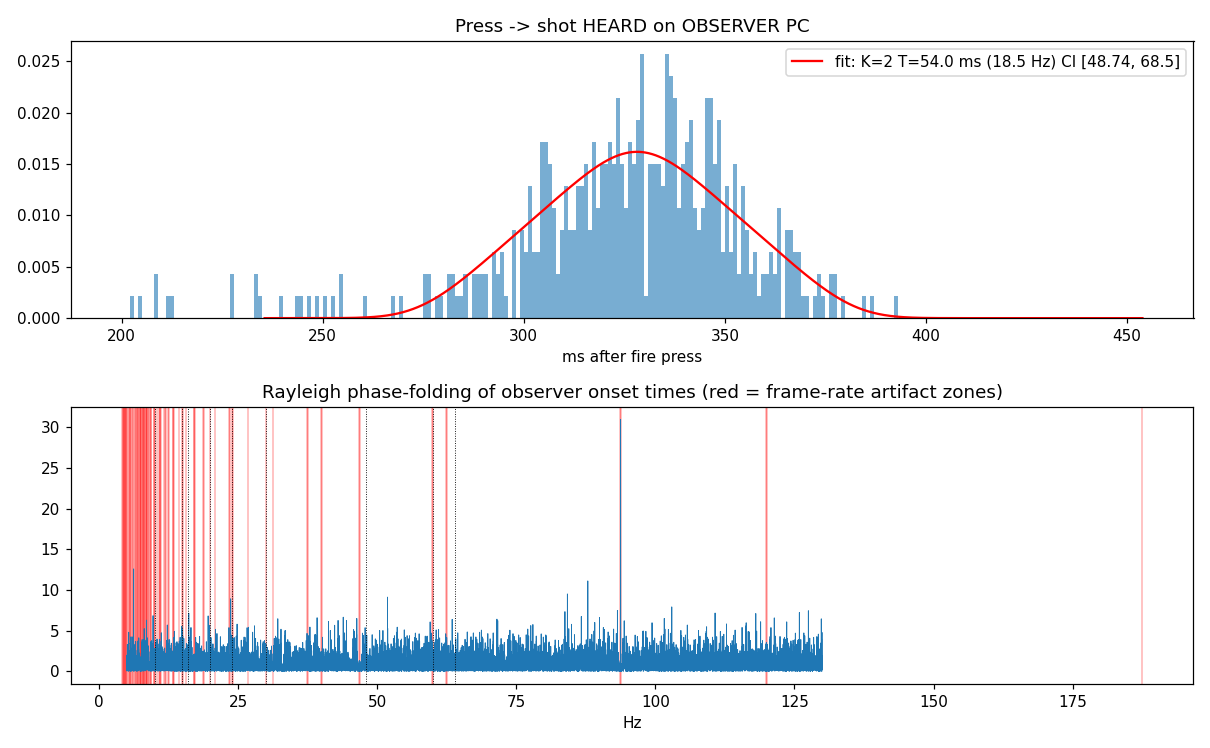 Press -> shot HEARD on OBSERVER PC
fit: K=2 T=54.0 ms (18.5 Hz) CI [48.74, 68.5]
0.025
0.020
0.015
0.010
0.005
0.000
200 250 300 350 400 450
ms after fire press
Rayleigh phase-folding of observer onset times (red = frame-rate artifact zones)
30
25
20
15
10
5
0
0 25 50 75 100 125 150 175
Hz